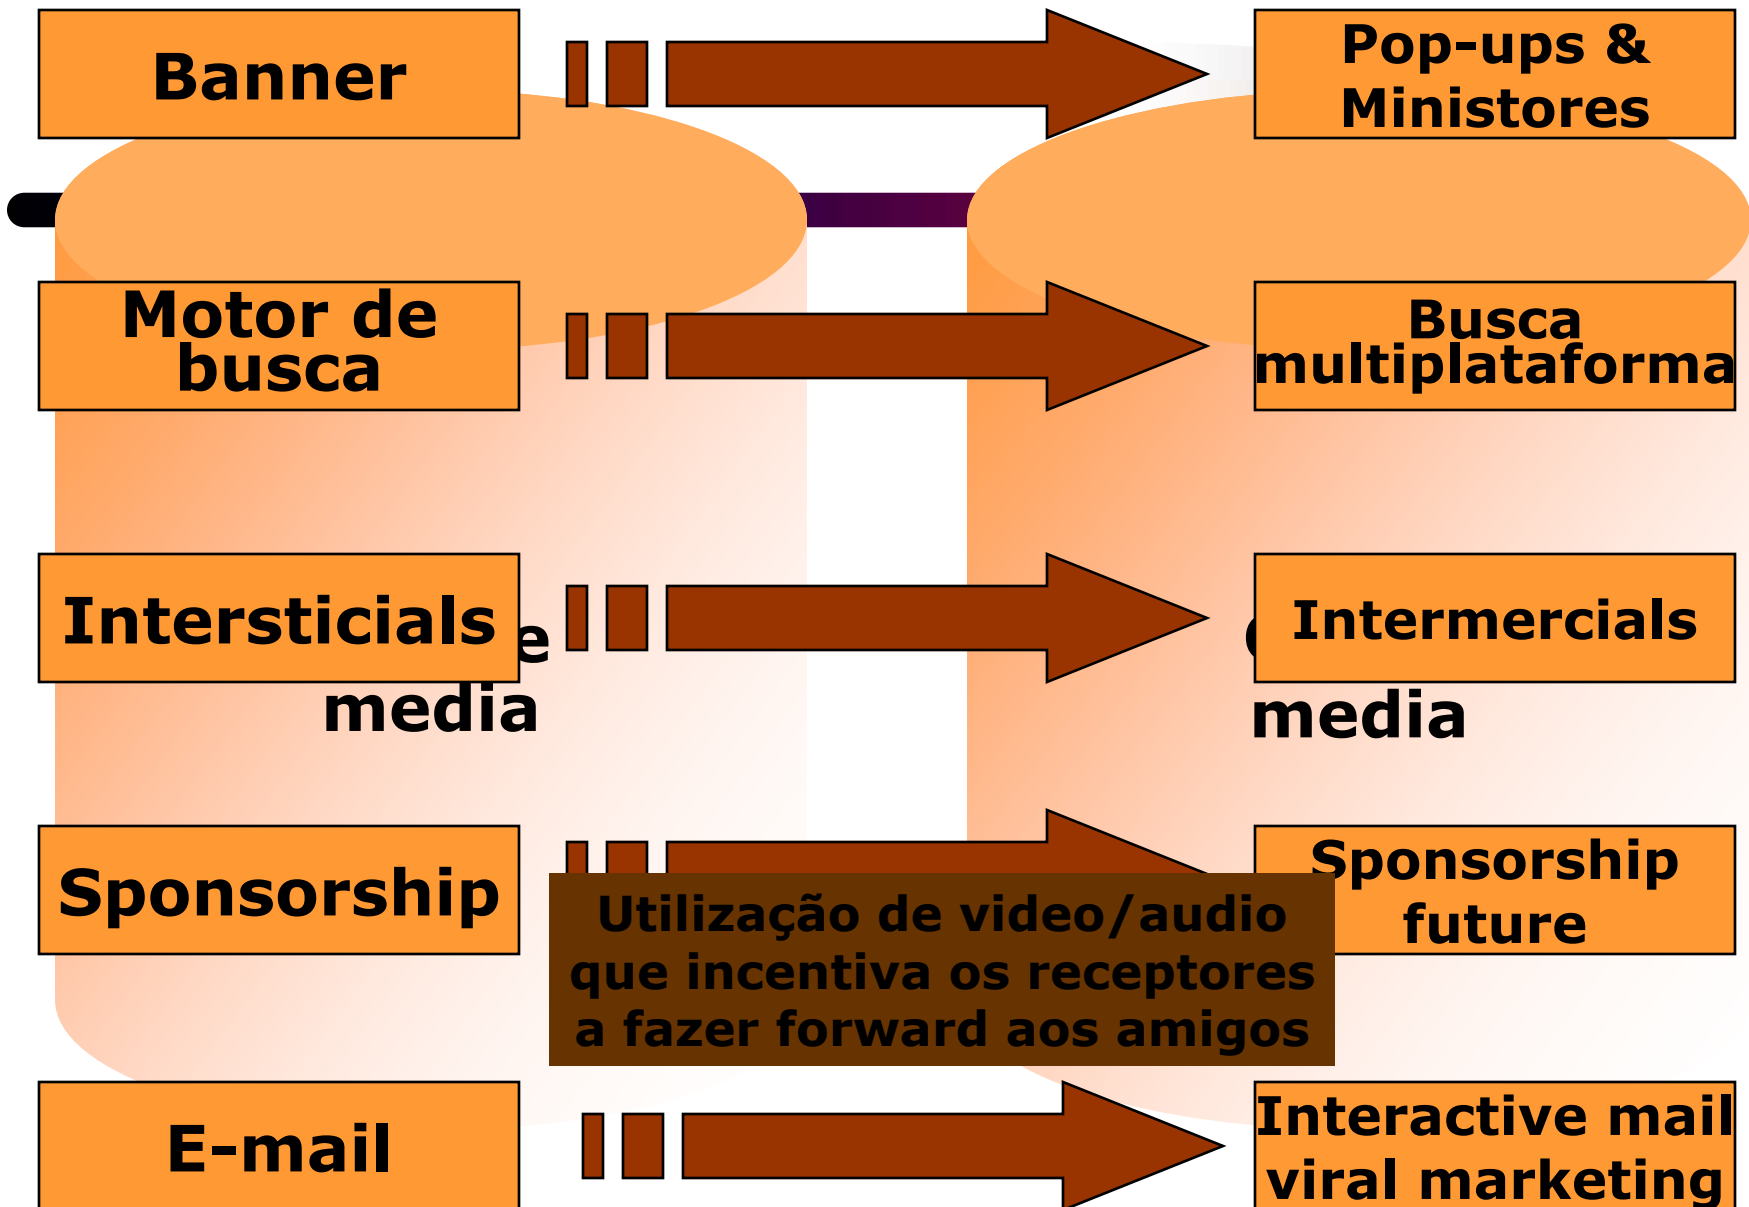 Banner
Pop-ups &
Ministores
Motor de
busca
Busca
multiplataforma
Intersticials
Intermercials
media
media
Sponsorship
Sponsorship
future
Utilização de video/audio
que incentiva os receptores
a fazer forward aos amigos
E-mail
Interactive mail
viral marketing